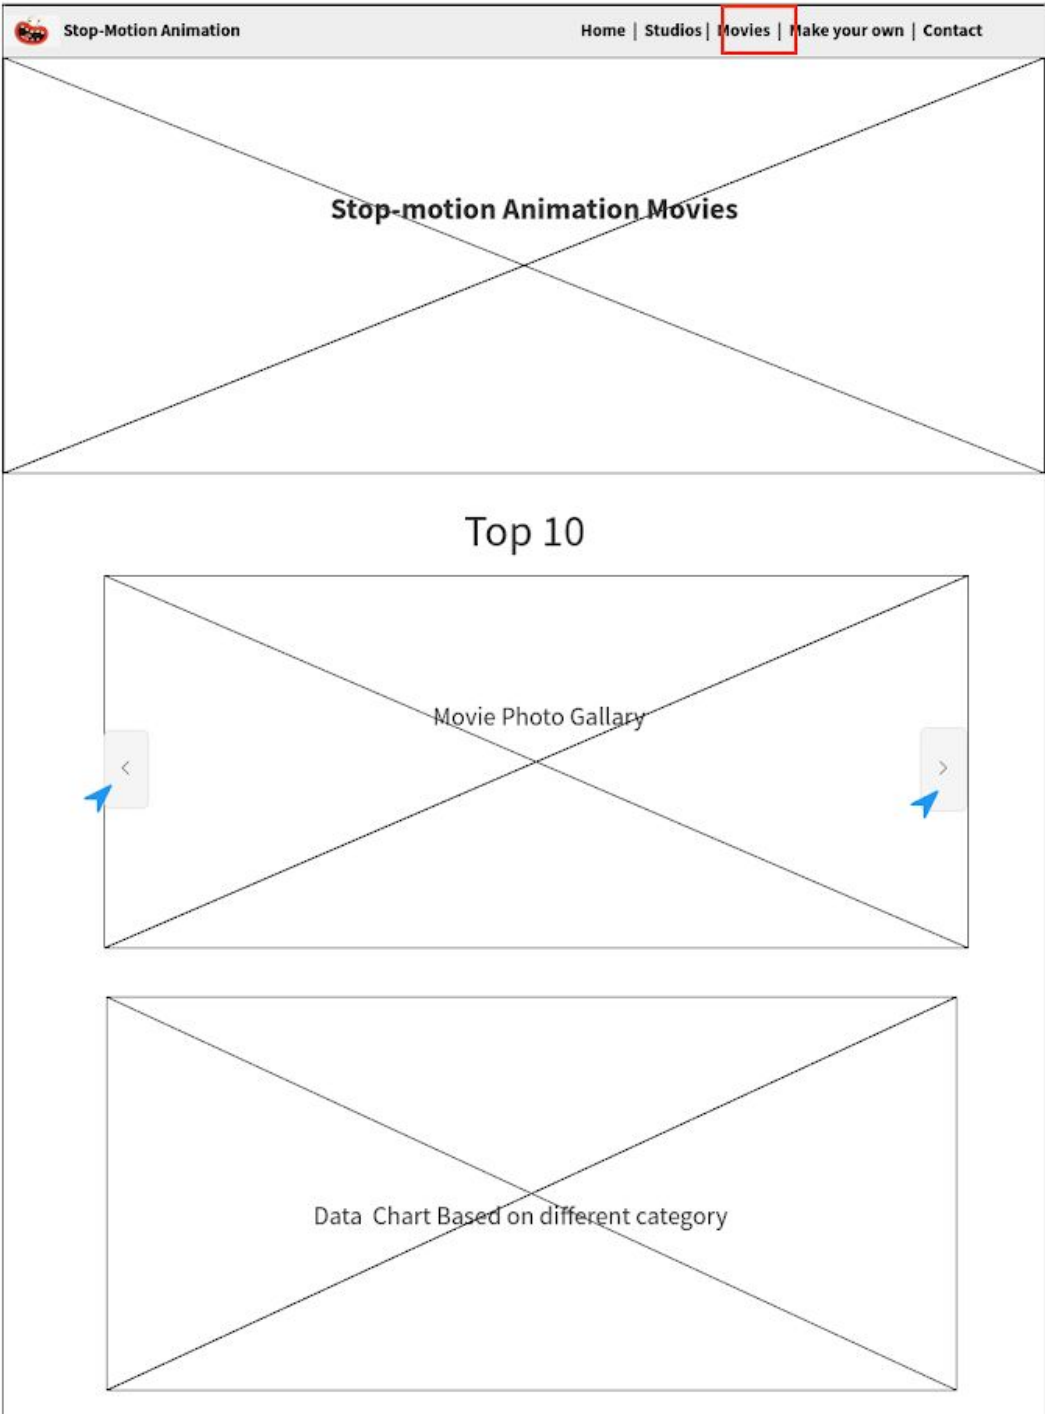 Stop-Motion Animation
Home | Studios | Movies | Make your own | Contact
Stop-motion Animation Movies
Top 10
Movie Photo Gallary
Data Chart Based on different category